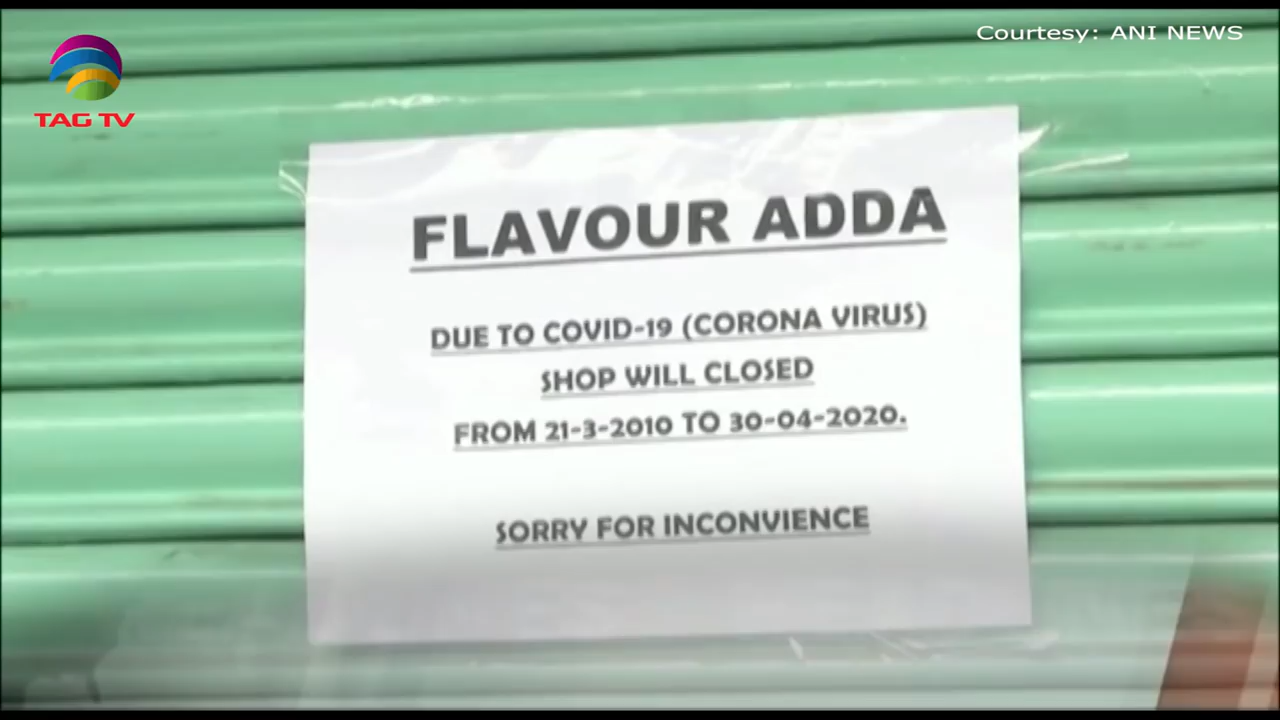 Courtesy: ANI NEWS
TAG TV
FLAVOUR ADDA
DUE TO COVID-19 (CORONA VIRUS)
SHOP WILL CLOSED
FROM 21-3-2010 TO 30-04-2020.
SORRY FOR INCONVIENCE